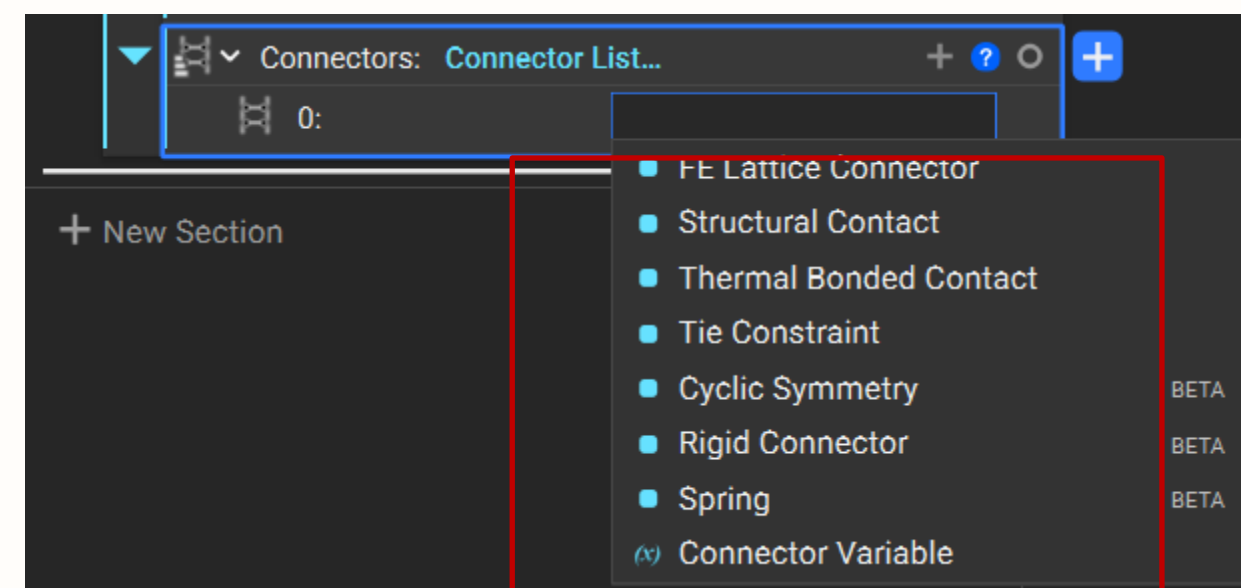 Connectors: Connector List...
0:
FE Lattice Connector
+ New Section
Structural Contact
Thermal Bonded Contact
Tie Constraint
Cyclic Symmetry BETA
Rigid Connector BETA
Spring BETA
(x) Connector Variable